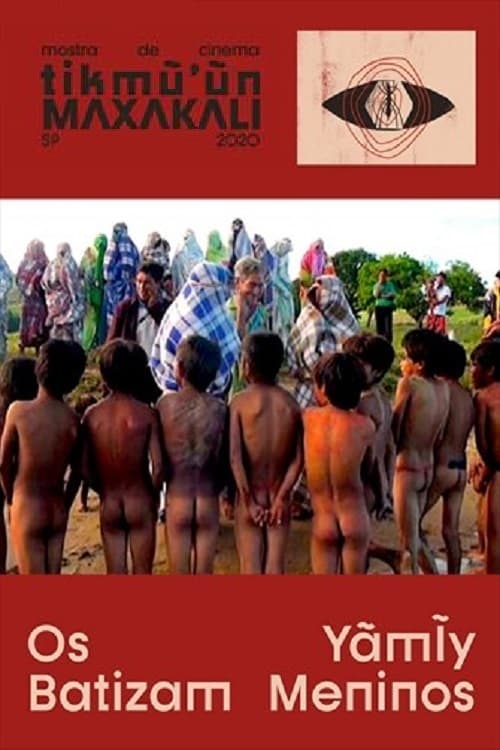 mostra de cinema
tikmũ'ũn
MAXAKALI
SP 2020
Os Yãmĩy
Batizam Meninos